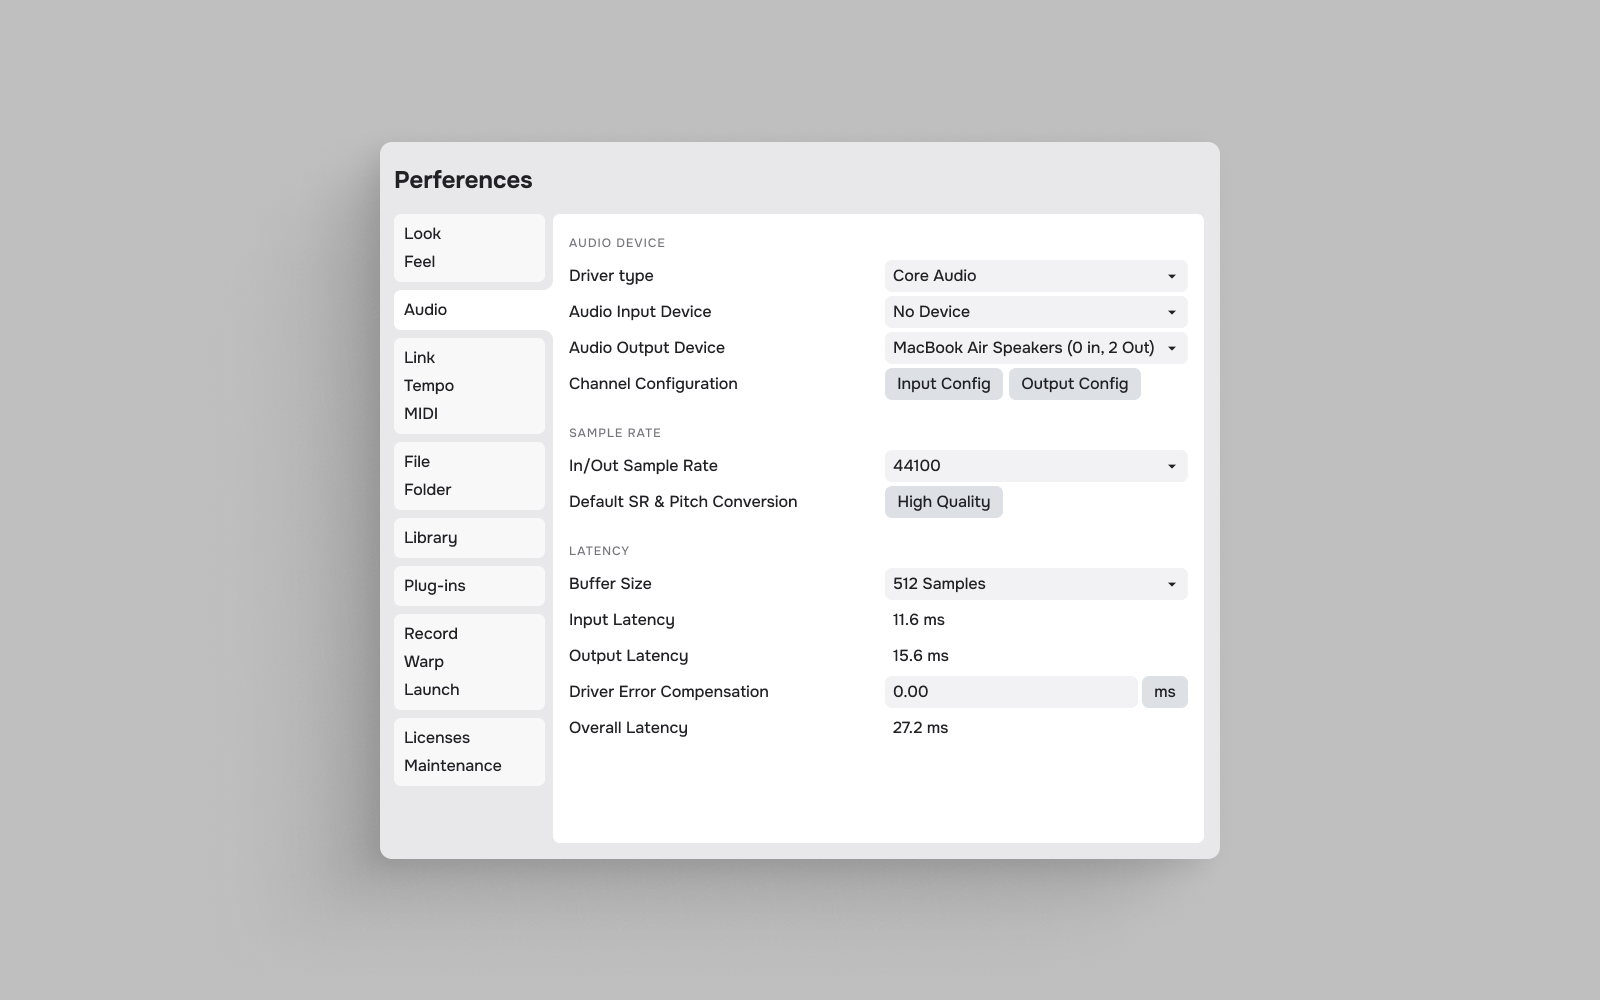 Perferences
Look
Feel
Audio
Link
Tempo
MIDI
File
Folder
Library
Plug-ins
Record
Warp
Launch
Licenses
Maintenance
AUDIO DEVICE
Driver type Core Audio
Audio Input Device No Device
Audio Output Device MacBook Air Speakers (0 in, 2 Out)
Channel Configuration Input Config Output Config
SAMPLE RATE
In/Out Sample Rate 44100
Default SR & Pitch Conversion High Quality
LATENCY
Buffer Size 512 Samples
Input Latency 11.6 ms
Output Latency 15.6 ms
Driver Error Compensation 0.00 ms
Overall Latency 27.2 ms